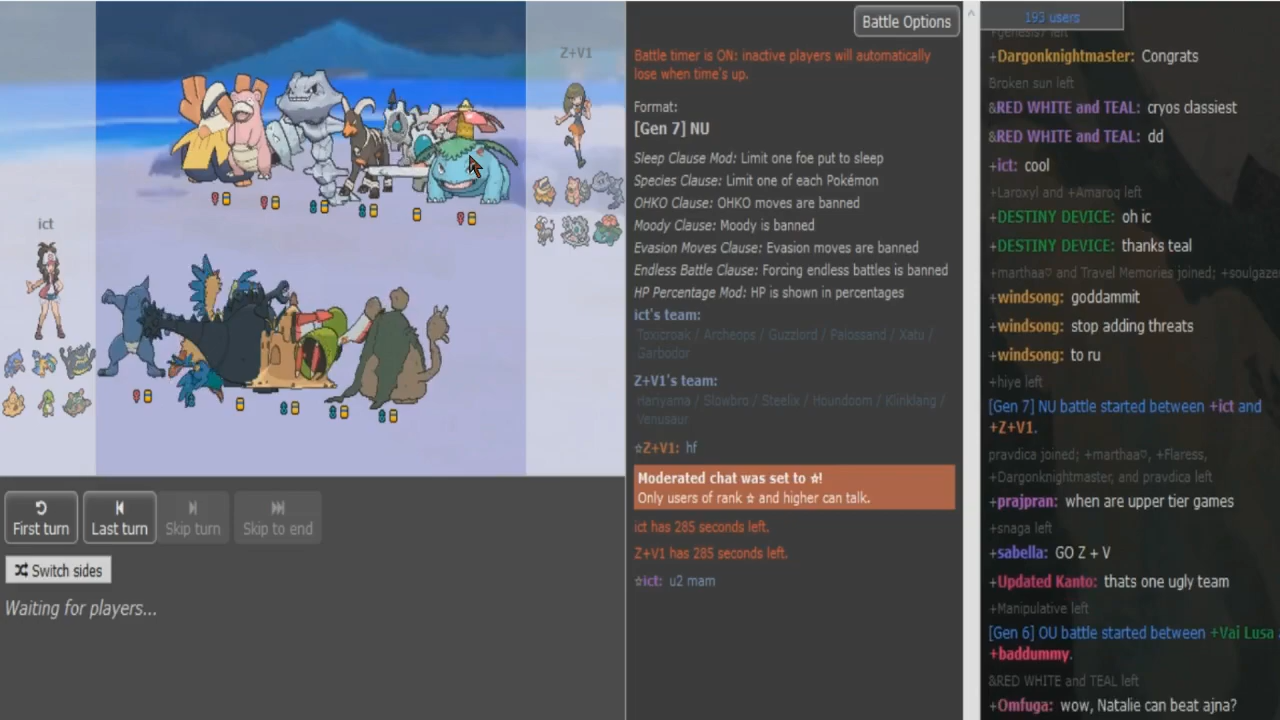 Z+V1
ict
First turn
Last turn
Skip turn
Skip to end
Switch sides
Waiting for players...
Battle Options
Battle timer is ON: inactive players will automatically
lose when time's up.
Format:
[Gen 7] NU
Sleep Clause Mod: Limit one foe put to sleep
Species Clause: Limit one of each Pokémon
OHKO Clause: OHKO moves are banned
Moody Clause: Moody is banned
Evasion Moves Clause: Evasion moves are banned
Endless Battle Clause: Forcing endless battles is banned
HP Percentage Mod: HP is shown in percentages
ict's team:
Toxicroak / Archeops / Guzzlord / Palossand / Xatu /
Garbodor
Z+V1's team:
Hariyama / Slowbro / Steelix / Houndoom / Klinklang /
Venusaur
☆Z+V1: hf
Moderated chat was set to ☆!
Only users of rank ☆ and higher can talk.
ict has 285 seconds left.
Z+V1 has 285 seconds left.
☆ict: u2 mam
193 users
+genesis7 left
+Dargonknightmaster: Congrats
Broken sun left
&RED WHITE and TEAL: cryos classiest
&RED WHITE and TEAL: dd
+ict: cool
+Laroxyl and +Amaroq left
+DESTINY DEVICE: oh ic
+DESTINY DEVICE: thanks teal
+marthaa♡ and Travel Memories joined; +soulgaze
+windsong: goddammit
+windsong: stop adding threats
+windsong: to ru
+hiye left
[Gen 7] NU battle started between +ict and
+Z+V1.
pravdica joined; +marthaa♡, +Flaress,
+Dargonknightmaster, and pravdica left
+prajpran: when are upper tier games
+snaga left
+sabella: GO Z + V
+Updated Kanto: thats one ugly team
+Manipulative left
[Gen 6] OU battle started between +Vai Lusa
+baddummy.
&RED WHITE and TEAL left
+Omfuga: wow, Natalie can beat ajna?